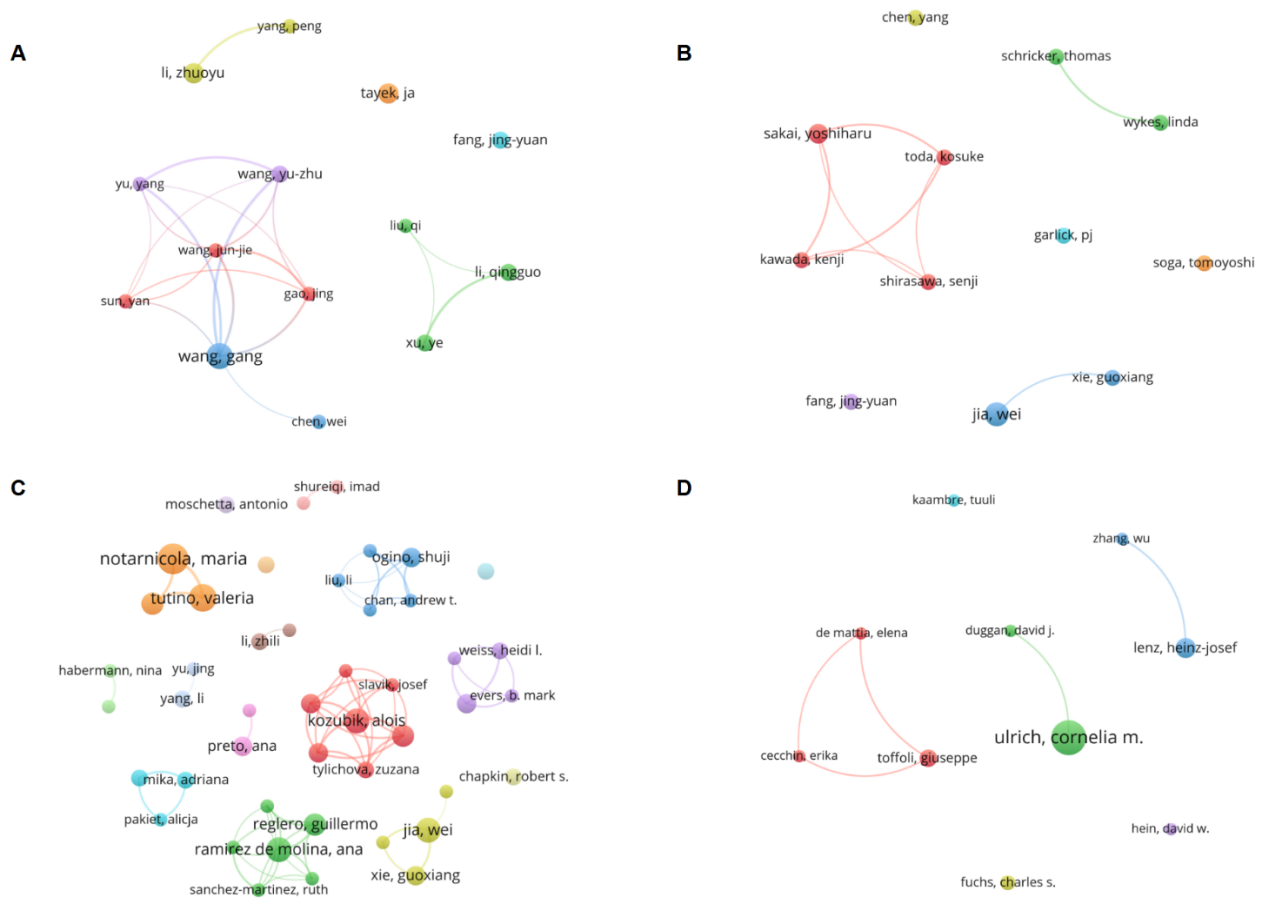 A
yang, peng
li, zhuoyu
tayek, ja
fang, jing-yuan
yu, yang
wang, yu-zhu
liu, qi
wang, jun-jie
li, qingguo
sun, yan
gao, jing
xu, ye
wang, gang
chen, wei
B
chen, yang
schricker, thomas
wykes, linda
sakai, yoshiharu
toda, kosuke
garlick, pj
kawada, kenji
soga, tomoyoshi
shirasawa, senji
xie, guoxiang
fang, jing-yuan
jia, wei
C
shureiqi, imad
moschetta, antonio
notarnicola, maria
ogino, shuji
liu, li
tutino, valeria
chan, andrew t.
li, zhili
weiss, heidi l.
habermann, nina
yu, jing
slavik, josef
yang, li
evers, b. mark
kozubik, alois
preto, ana
tylichova, zuzana
mika, adriana
chapkin, robert s.
pakiet, alicja
reglero, guillermo
jia, wei
ramirez de molina, ana
xie, guoxiang
sanchez-martinez, ruth
D
kaambre, tuuli
zhang, wu
de mattia, elena
duggan, david j.
lenz, heinz-josef
ulrich, cornelia m.
cecchin, erika
toffoli, giuseppe
hein, david w.
fuchs, charles s.